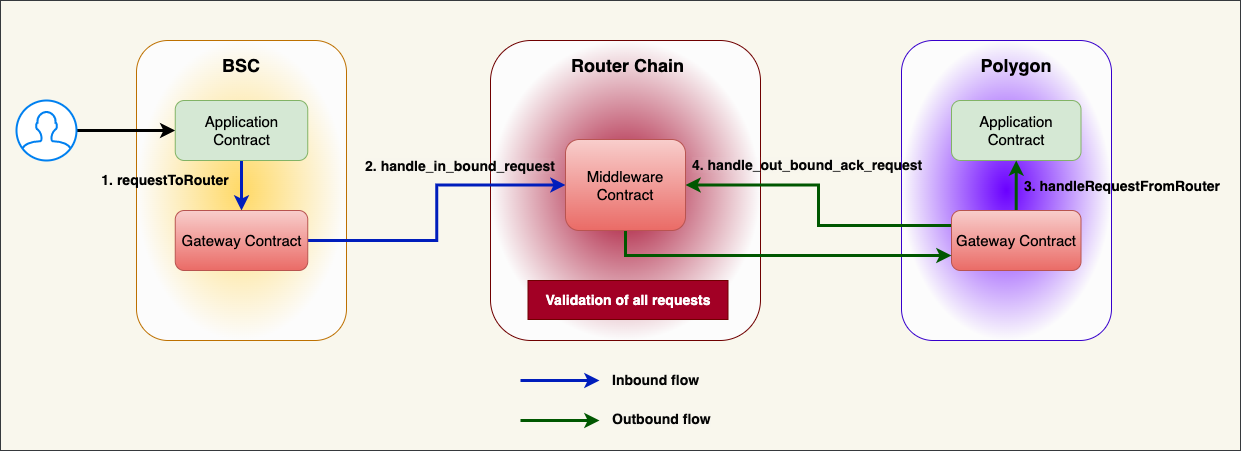 BSC
Router Chain
Polygon
Application
Contract
Application
Contract
1. requestToRouter
2. handle_in_bound_request
Middleware
Contract
4. handle_out_bound_ack_request
3. handleRequestFromRouter
Gateway Contract
Gateway Contract
Validation of all requests
Inbound flow
Outbound flow